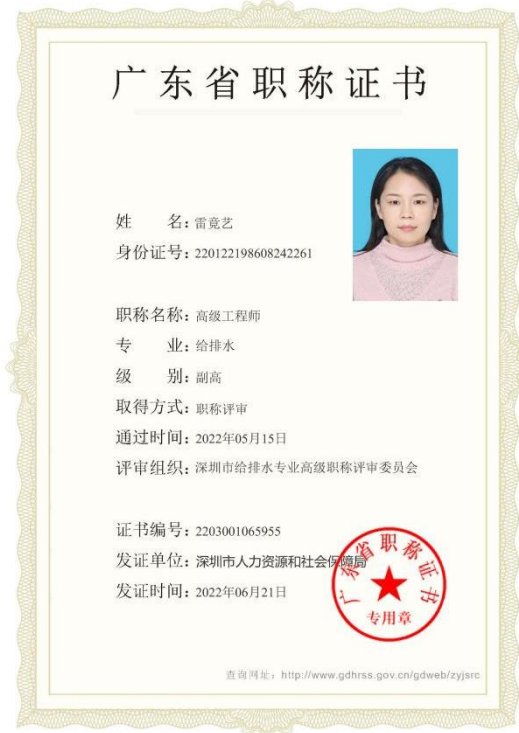 广东省职称证书
姓 名：雷竟艺
身份证号：220122198608242261
职称名称：高级工程师
专 业：给排水
级 别：副高
取得方式：职称评审
通过时间：2022年05月15日
评审组织：深圳市给排水专业高级职称评审委员会
证书编号：2203001065955
发证单位：深圳市人力资源和社会保障局
发证时间：2022年06月21日
广东省职称证书
专用章
查询网址：http://www.gdhrss.gov.cn/gdweb/zyjsrc